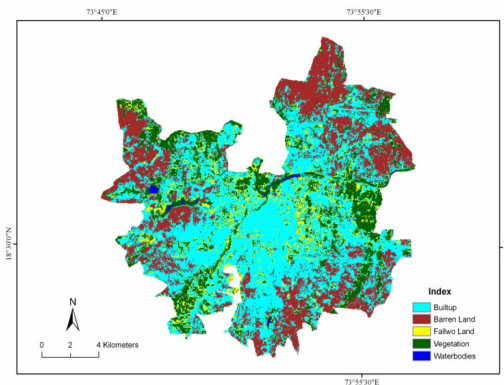 73°45'0"E
73°55'30"E
18°30'0"N
N
0 2 4 Kilometers
Index
Builtup
Barren Land
Fallwo Land
Vegetation
Waterbodies
73°55'30"E